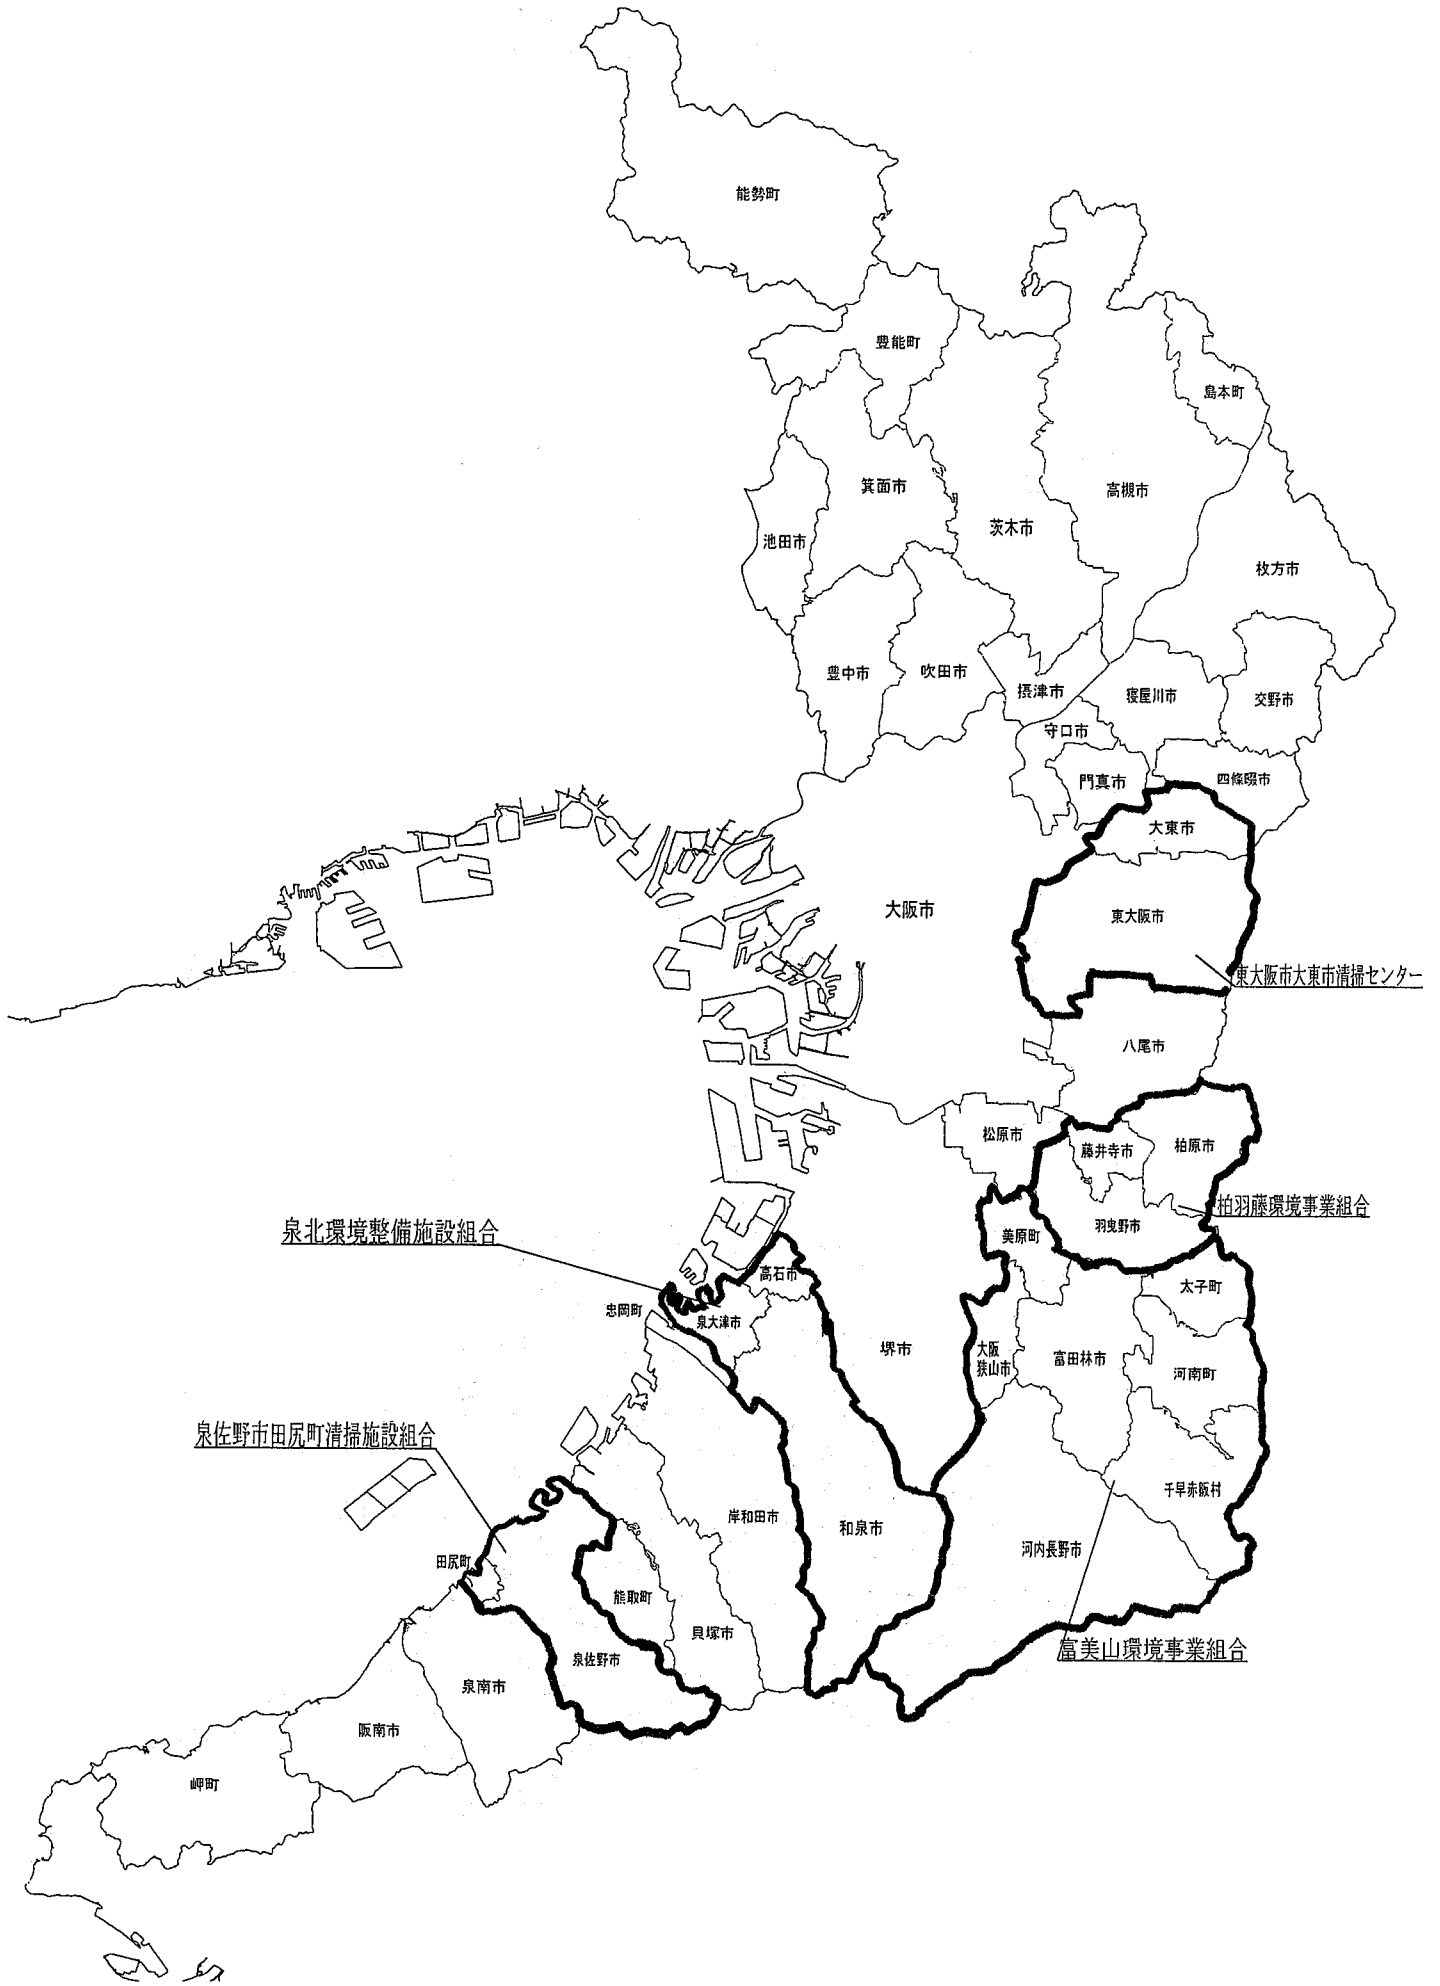 能勢町
豊能町
島本町
箕面市
高槻市
茨木市
池田市
枚方市
豊中市
吹田市
摂津市
寝屋川市
交野市
守口市
門真市
四條畷市
大東市
大阪市
東大阪市
東大阪市大東市清掃センター
八尾市
松原市
藤井寺市
柏原市
柏羽藤環境事業組合
羽曳野市
美原町
泉北環境整備施設組合
高石市
太子町
忠岡町
泉大津市
堺市
大阪
狭山市
富田林市
河南町
泉佐野市田尻町清掃施設組合
千早赤阪村
岸和田市
和泉市
河内長野市
田尻町
熊取町
貝塚市
富美山環境事業組合
泉佐野市
泉南市
阪南市
岬町